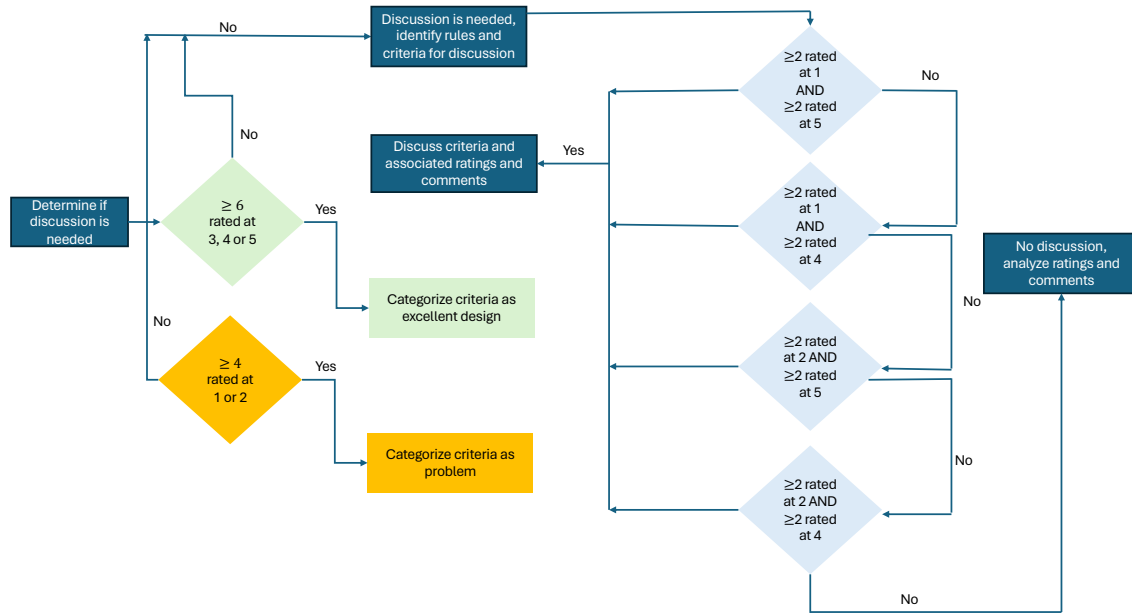 No
Discussion is needed,
identify rules and
criteria for discussion
≥2 rated
at 1
AND
≥2 rated
at 5
No
No
Discuss criteria and
associated ratings and
comments
Yes
Determine if
discussion is
needed
≥ 6
rated at
3, 4 or 5
Yes
≥2 rated
at 1
AND
≥2 rated
at 4
No discussion,
analyze ratings and
comments
Categorize criteria as
excellent design
No
No
≥ 4
rated at
1 or 2
Yes
≥2 rated
at 2 AND
≥2 rated
at 5
Categorize criteria as
problem
No
≥2 rated
at 2 AND
≥2 rated
at 4
No